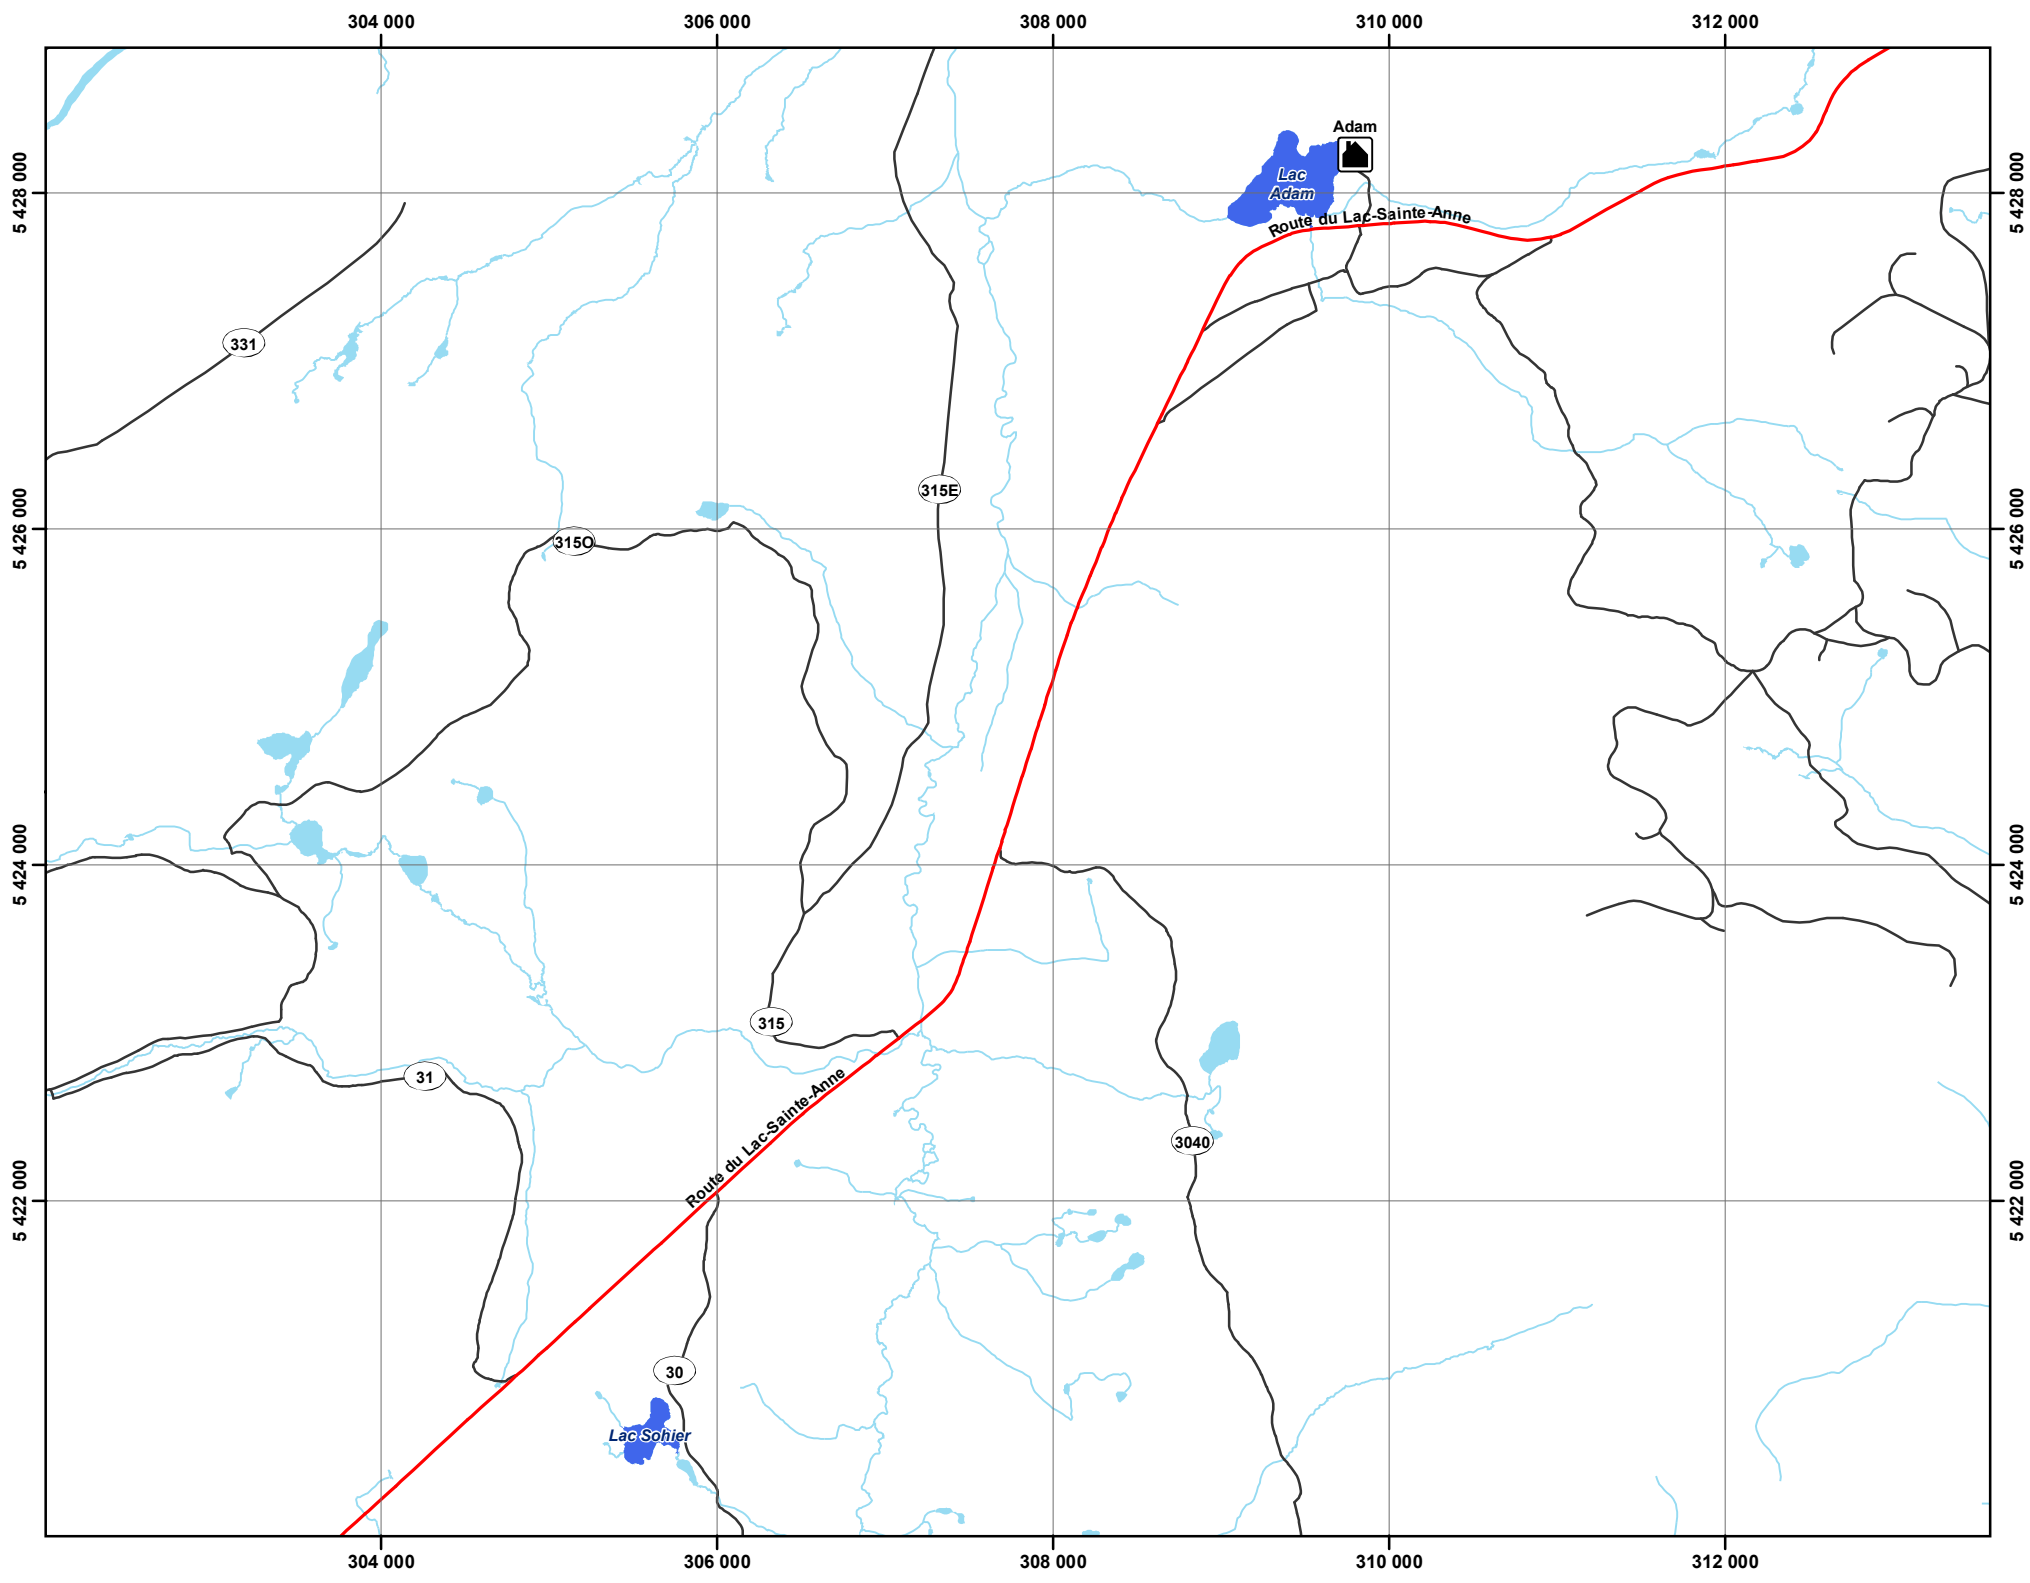 304 000
306 000
308 000
310 000
312 000
Adam
Lac
Adam
5 428 000
5 428 000
Route du Lac-Sainte-Anne
331
315E
5 426 000
5 426 000
315O
5 424 000
5 424 000
315
31
Route du Lac-Sainte-Anne
3040
5 422 000
5 422 000
30
Lac Sohier
304 000
306 000
308 000
310 000
312 000